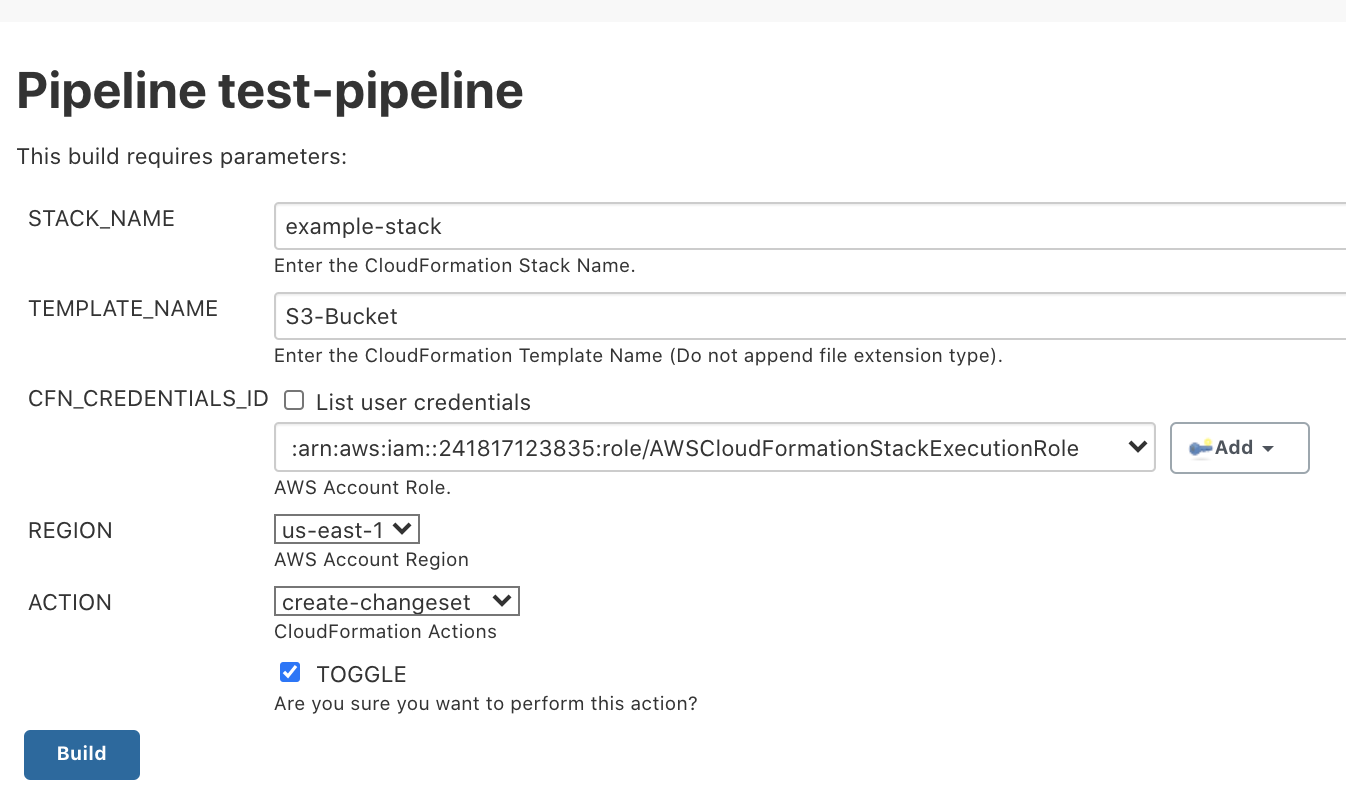 Pipeline test-pipeline
This build requires parameters:
STACK_NAME
example-stack
Enter the CloudFormation Stack Name.
TEMPLATE_NAME
S3-Bucket
Enter the CloudFormation Template Name (Do not append file extension type).
CFN_CREDENTIALS_ID
List user credentials
:arn:aws:iam::241817123835:role/AWSCloudFormationStackExecutionRole
Add
AWS Account Role.
REGION
us-east-1
AWS Account Region
ACTION
create-changeset
CloudFormation Actions
TOGGLE
Are you sure you want to perform this action?
Build